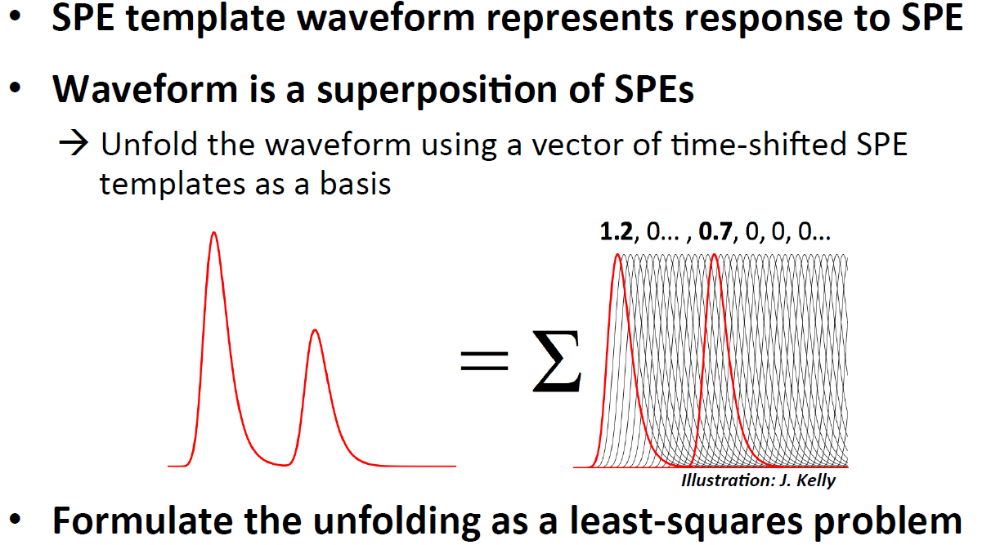 • SPE template waveform represents response to SPE
• Waveform is a superposition of SPEs
→ Unfold the waveform using a vector of time-shifted SPE
templates as a basis
1.2, 0... , 0.7, 0, 0, 0...
= ∑
Illustration: J. Kelly
• Formulate the unfolding as a least-squares problem